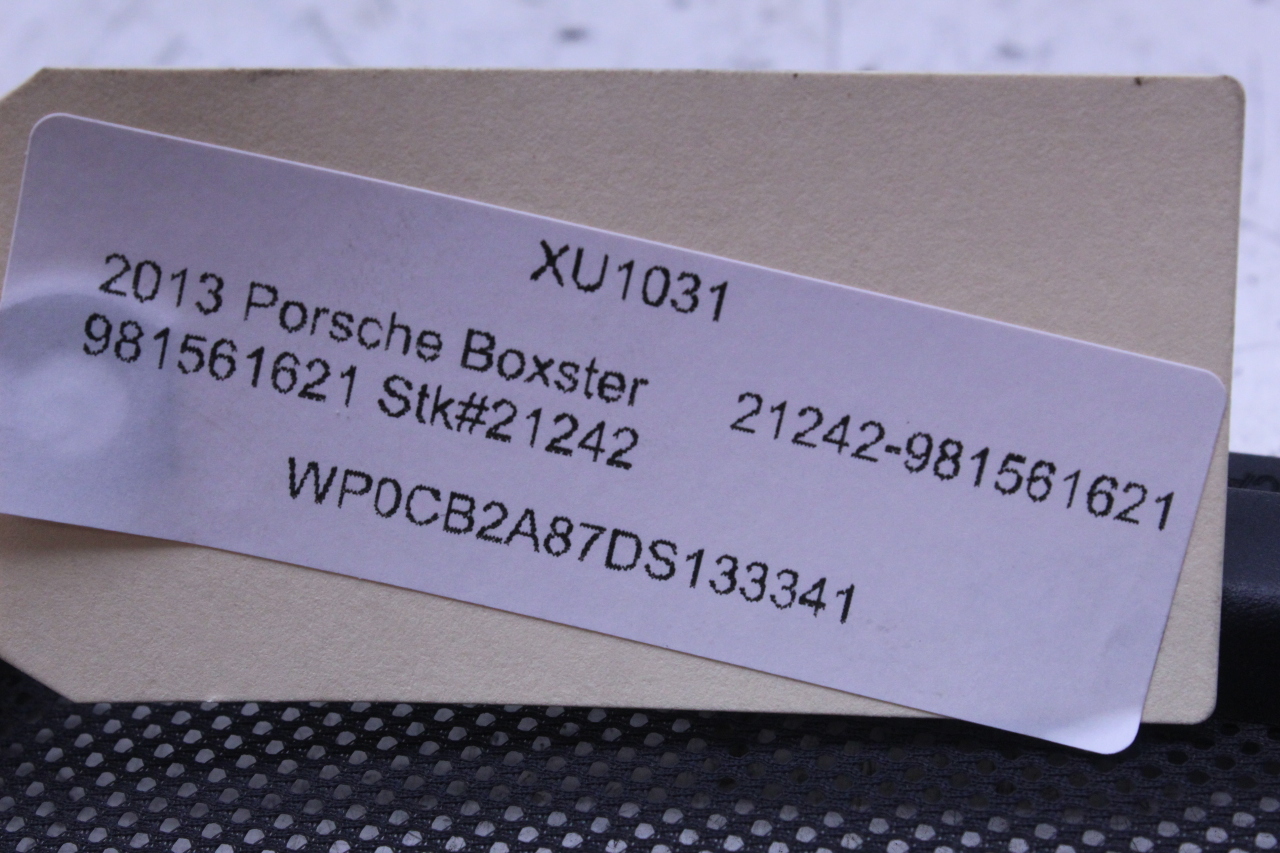 XU1031
2013 Porsche Boxster
981561621 Stk#21242
21242-981561621
WP0CB2A87DS133341